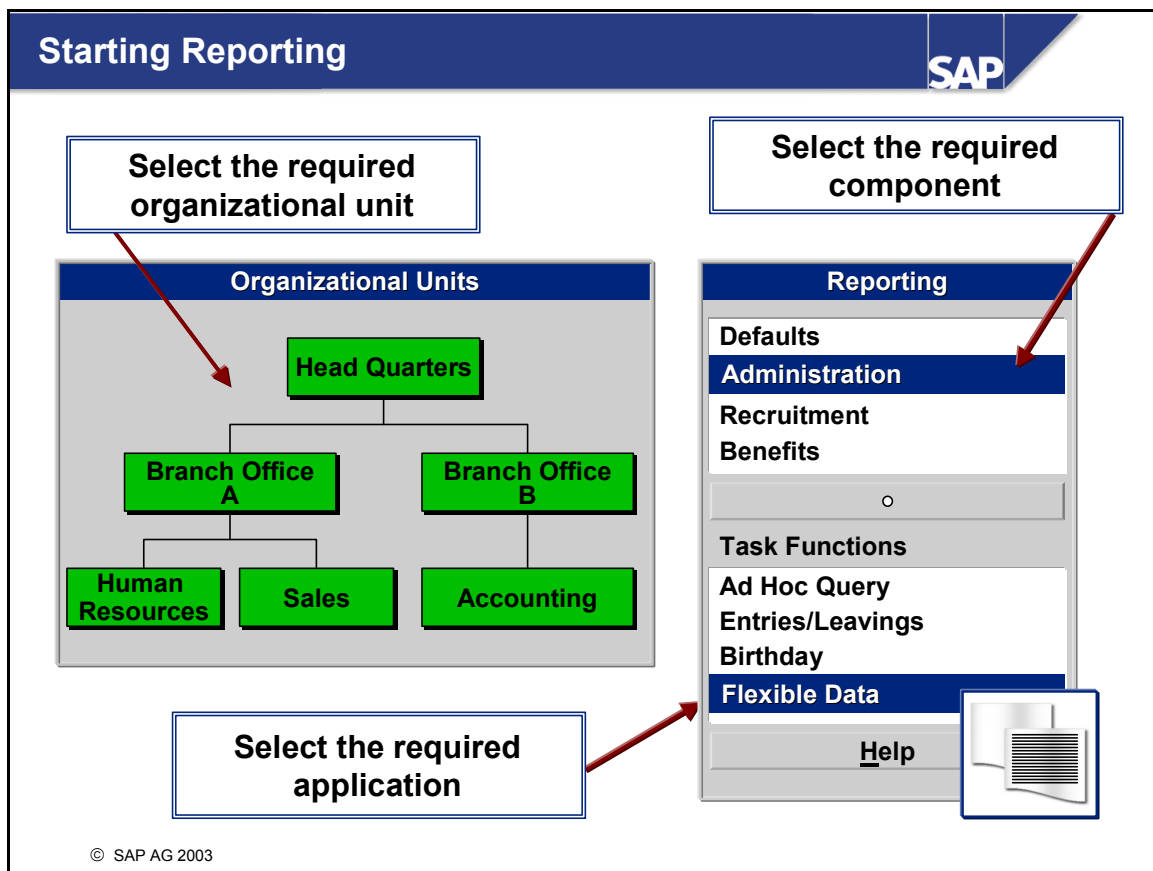 Starting Reporting
SAP
Select the required
organizational unit
Select the required
component
Organizational Units
Head Quarters
Branch Office
A
Branch Office
B
Human
Resources
Sales
Accounting
Reporting
Defaults
Administration
Recruitment
Benefits
Task Functions
Ad Hoc Query
Entries/Leavings
Birthday
Flexible Data
Help
Select the required
application
© SAP AG 2003